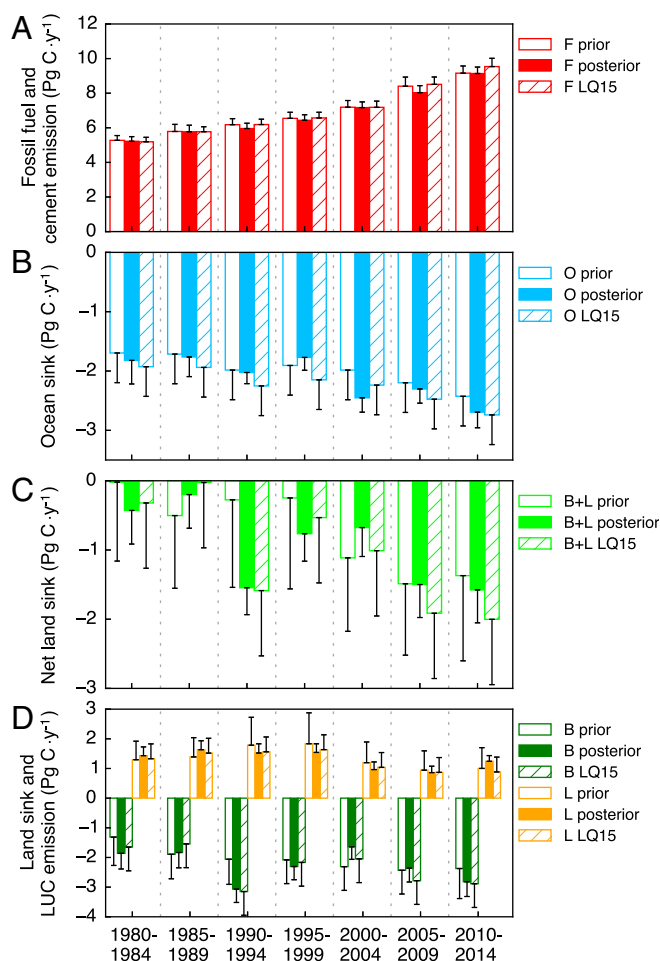 A
Fossil fuel and
cement emission (Pg C·y⁻¹)
12
10
8
6
4
2
0
F prior
F posterior
F LQ15
B
Ocean sink (Pg C·y⁻¹)
0
−1
−2
−3
O prior
O posterior
O LQ15
C
Net land sink (Pg C·y⁻¹)
0
−1
−2
−3
B+L prior
B+L posterior
B+L LQ15
D
Land sink and
LUC emission (Pg C·y⁻¹)
3
2
1
0
−1
−2
−3
−4
B prior
B posterior
B LQ15
L prior
L posterior
L LQ15
1980- 1985- 1990- 1995- 2000- 2005- 2010-
1984 1989 1994 1999 2004 2009 2014